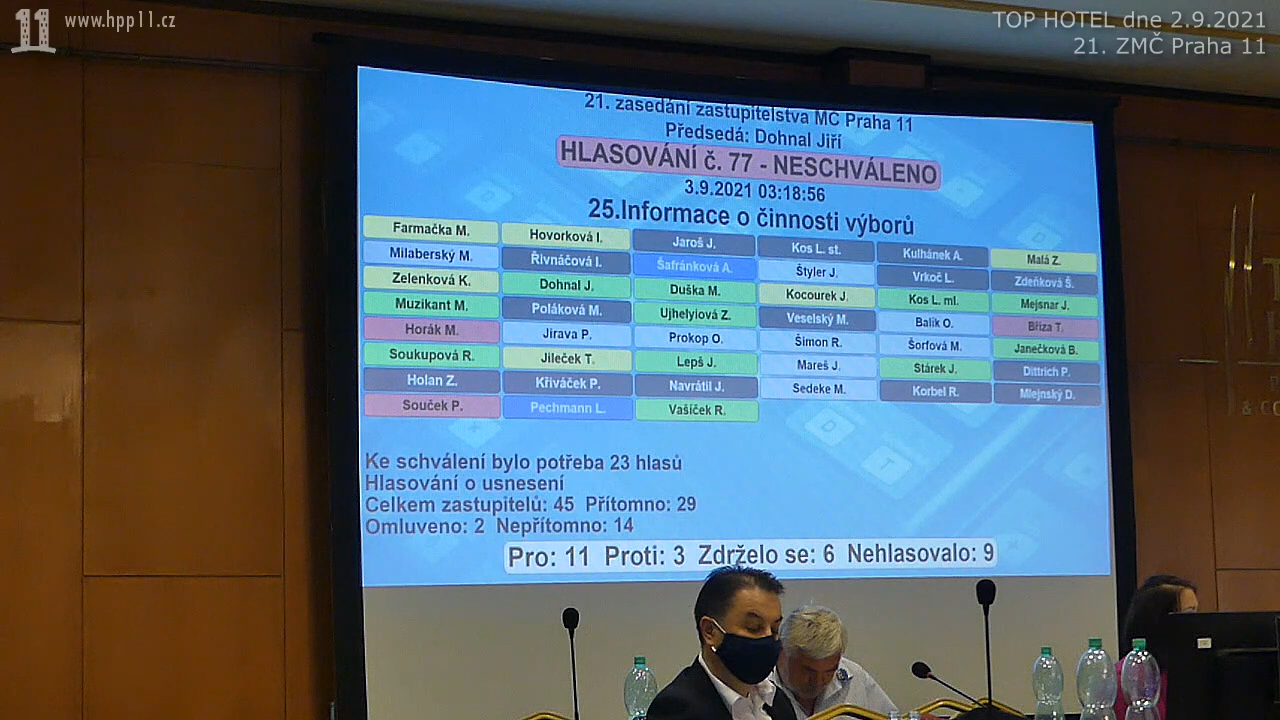 11 www.hpp11.cz
TOP HOTEL dne 2.9.2021
21. ZMČ Praha 11
21. zasedání zastupitelstva MČ Praha 11
Předsedá: Dohnal Jiří
HLASOVÁNÍ č. 77 - NESCHVÁLENO
3.9.2021 03:18:56
25.Informace o činnosti výborů
Farmačka M. Hovorková I. Jaroš J. Kos L. st. Kulhánek A. Malá Z.
Milaberský M. Řivnáčová I. Šafránková A. Štyler J. Vrkoč L. Zdeňková Š.
Zelenková K. Dohnal J. Duška M. Kocourek J. Kos L. ml. Mejsnar J.
Muzikant M. Poláková M. Ujhelyiová Z. Veselský M. Balík O. Bříza T.
Horák M. Jirava P. Prokop O. Šimon R. Šorfová M. Janečková B.
Soukupová R. Jileček T. Lepš J. Mareš J. Stárek J. Dittrich P.
Holan Z. Křiváček P. Navrátil J. Sedeke M. Korbel R. Mlejnský D.
Souček P. Pechmann L. Vašíček R.
Ke schválení bylo potřeba 23 hlasů
Hlasování o usnesení
Celkem zastupitelů: 45 Přítomno: 29
Omluveno: 2 Nepřítomno: 14
Pro: 11 Proti: 3 Zdrželo se: 6 Nehlasovalo: 9